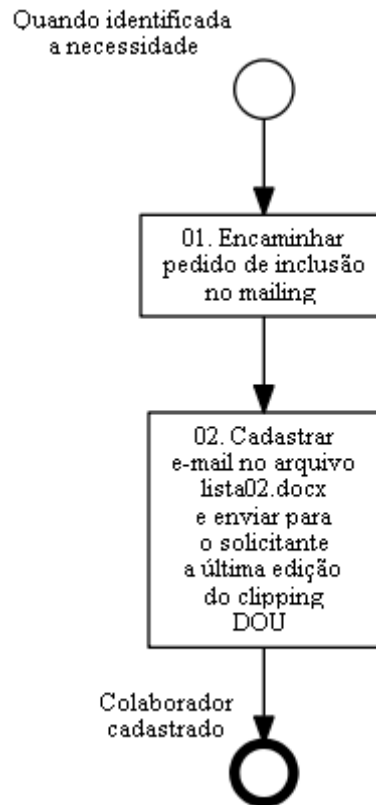 Quando identificada
a necessidade
01. Encaminhar
pedido de inclusão
no mailing
02. Cadastrar
e-mail no arquivo
lista02.docx
e enviar para
o solicitante
a última edição
do clipping
DOU
Colaborador
cadastrado